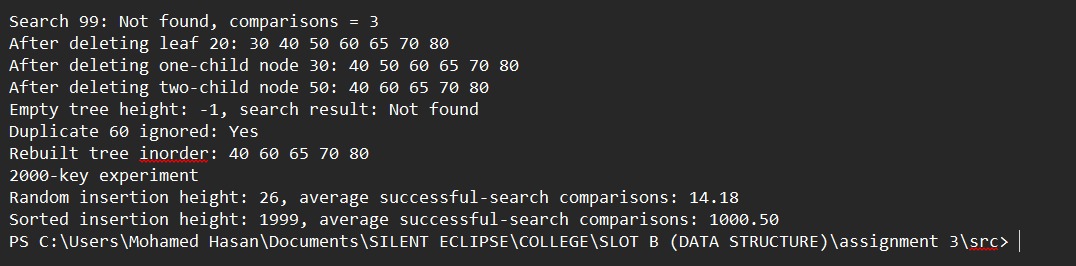 Search 99: Not found, comparisons = 3
After deleting leaf 20: 30 40 50 60 65 70 80
After deleting one-child node 30: 40 50 60 65 70 80
After deleting two-child node 50: 40 60 65 70 80
Empty tree height: -1, search result: Not found
Duplicate 60 ignored: Yes
Rebuilt tree inorder: 40 60 65 70 80
2000-key experiment
Random insertion height: 26, average successful-search comparisons: 14.18
Sorted insertion height: 1999, average successful-search comparisons: 1000.50
PS C:\Users\Mohamed Hasan\Documents\SILENT ECLIPSE\COLLEGE\SLOT B (DATA STRUCTURE)\assignment 3\src>